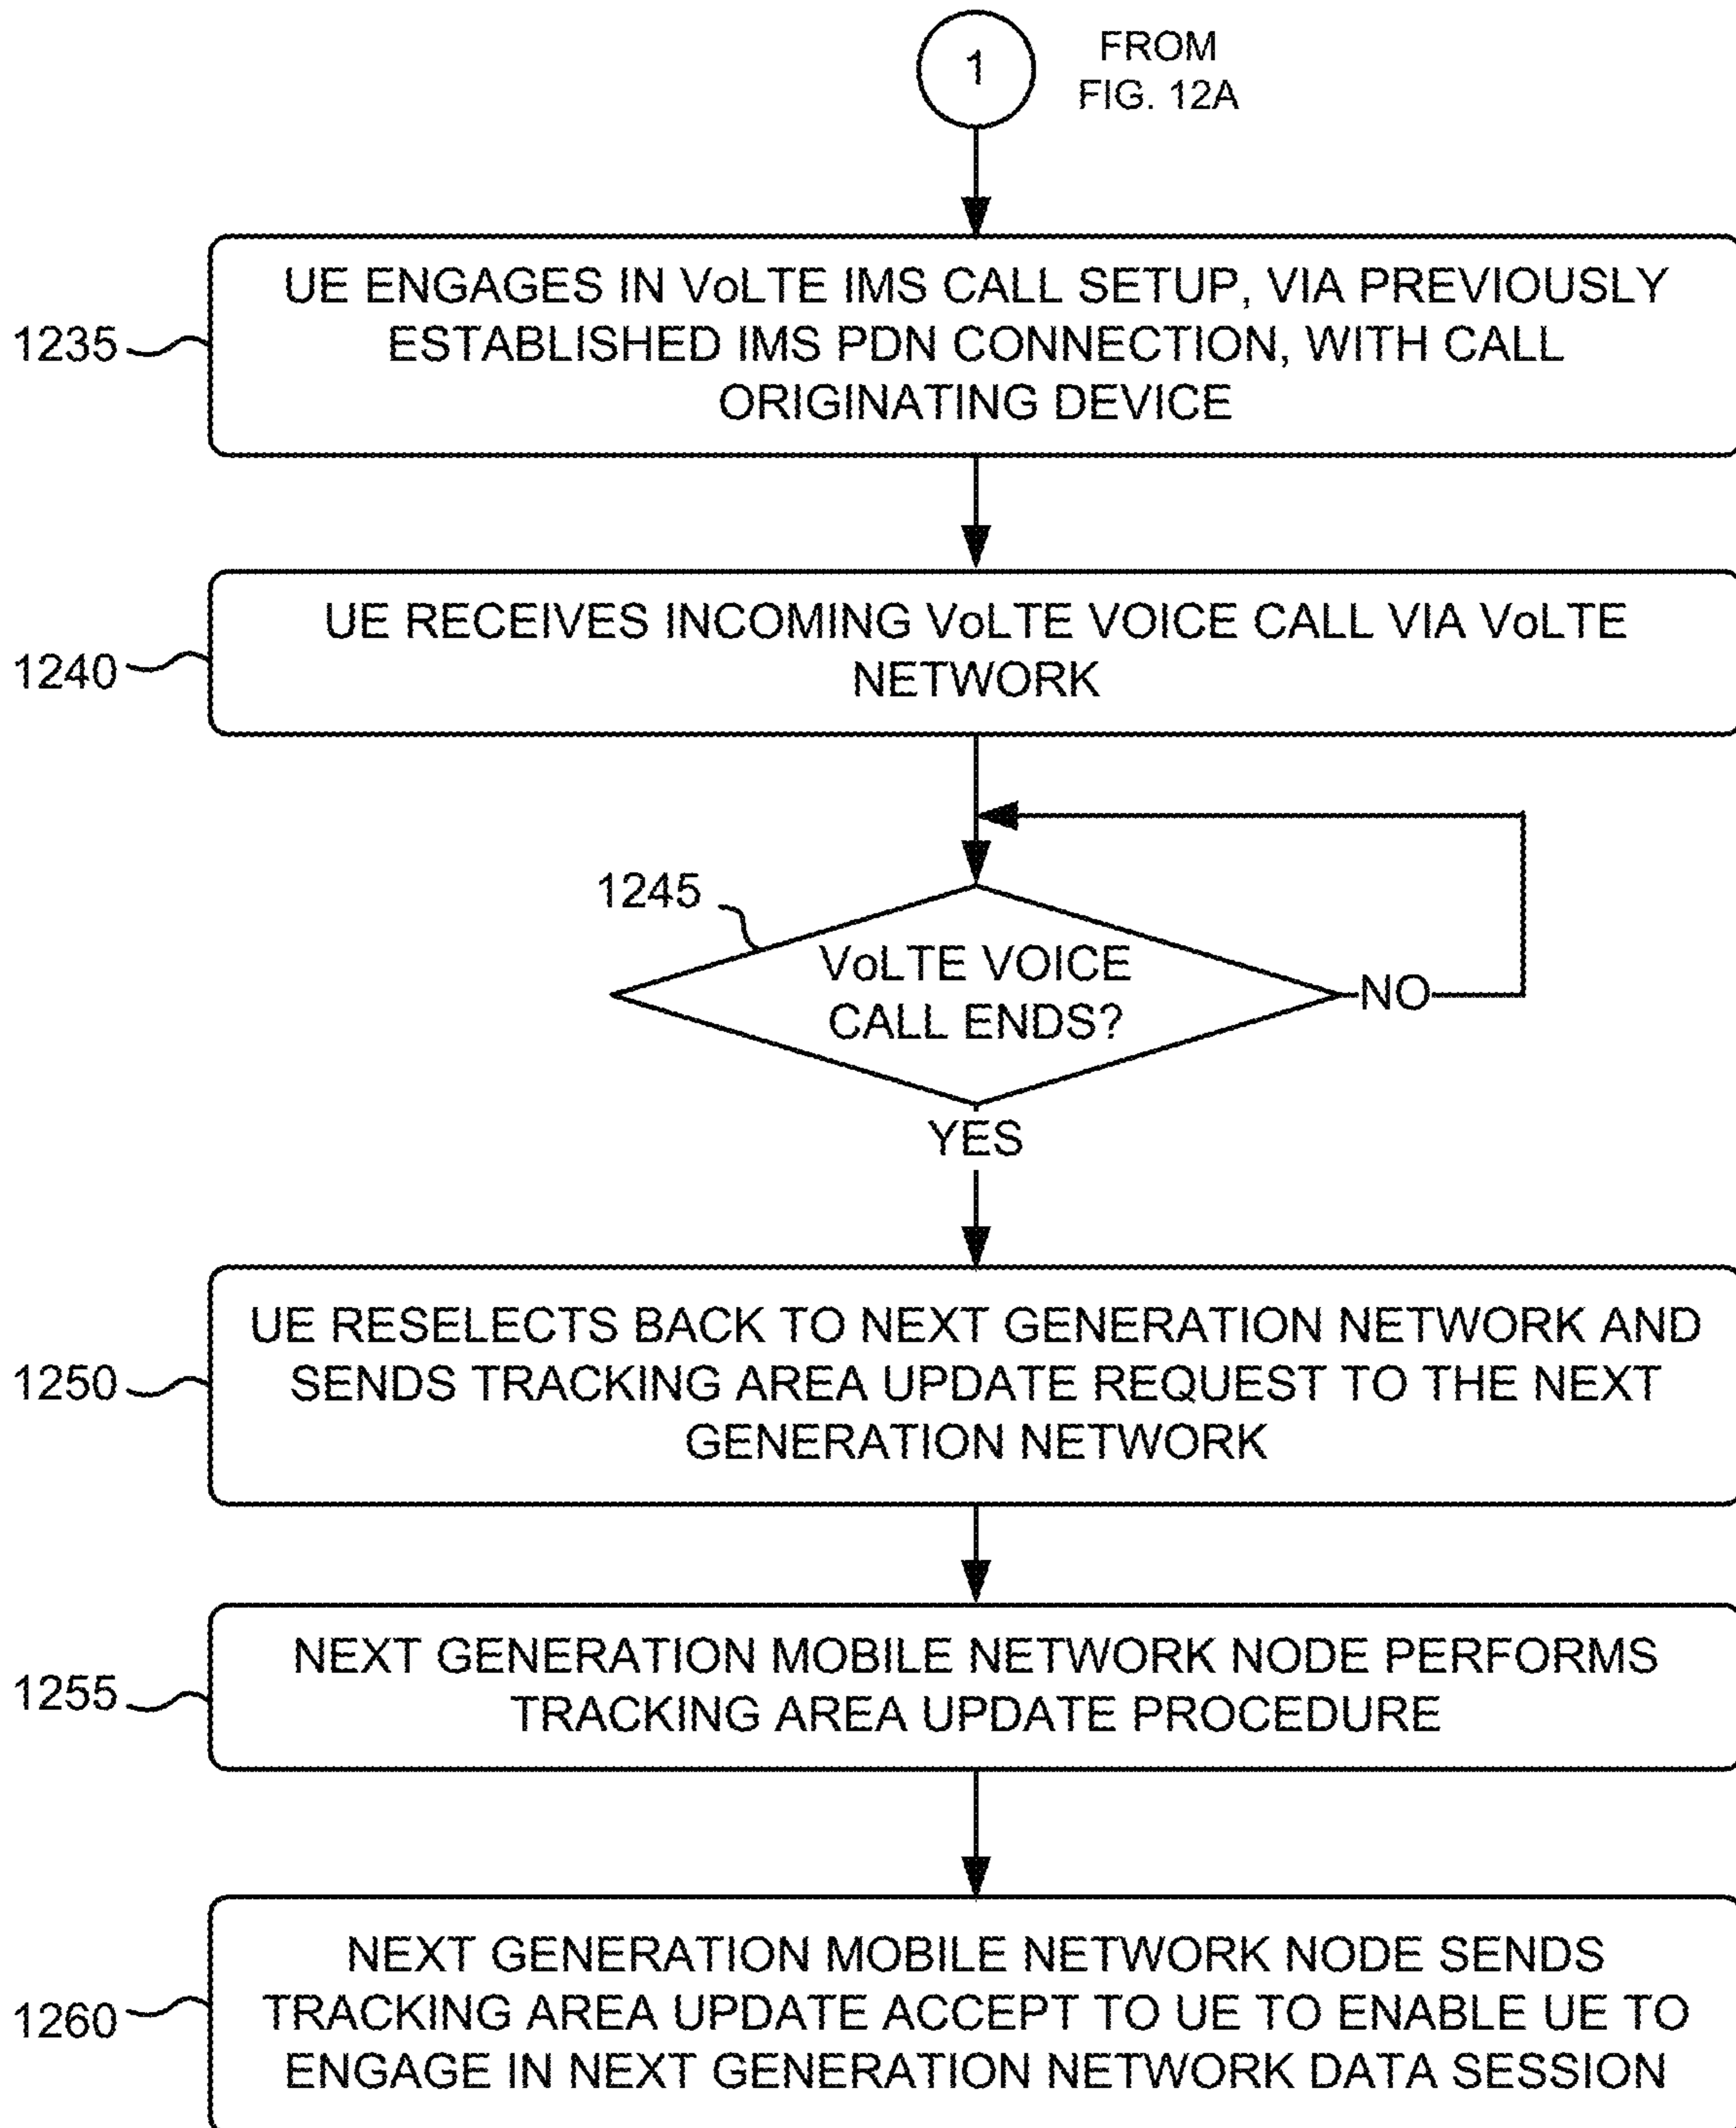 1
FROM
FIG. 12A
1235
UE ENGAGES IN VoLTE IMS CALL SETUP, VIA PREVIOUSLY
ESTABLISHED IMS PDN CONNECTION, WITH CALL
ORIGINATING DEVICE
1240
UE RECEIVES INCOMING VoLTE VOICE CALL VIA VoLTE
NETWORK
1245
VoLTE VOICE
CALL ENDS?
NO
YES
1250
UE RESELECTS BACK TO NEXT GENERATION NETWORK AND
SENDS TRACKING AREA UPDATE REQUEST TO THE NEXT
GENERATION NETWORK
1255
NEXT GENERATION MOBILE NETWORK NODE PERFORMS
TRACKING AREA UPDATE PROCEDURE
1260
NEXT GENERATION MOBILE NETWORK NODE SENDS
TRACKING AREA UPDATE ACCEPT TO UE TO ENABLE UE TO
ENGAGE IN NEXT GENERATION NETWORK DATA SESSION